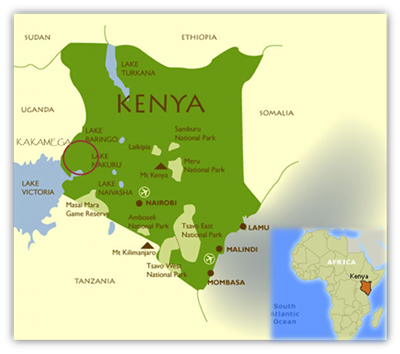 SUDAN
ETHIOPIA
LAKE
TURKANA
KENYA
UGANDA
SOMALIA
KAKAMEGA
LAKE
BARINGO
Samburu
National Park
Laikipia
LAKE
NAKURU
Meru
National Park
Mt Kenya
LAKE
VICTORIA
LAKE
NAIVASHA
NAIROBI
Masai Mara
Game Reserve
Amboseli
National Park
Tsavo East
National Park
LAMU
MALINDI
Mt Kilimanjaro
Tsavo West
National Park
MOMBASA
TANZANIA
AFRICA
Kenya
South
Atlantic
Ocean